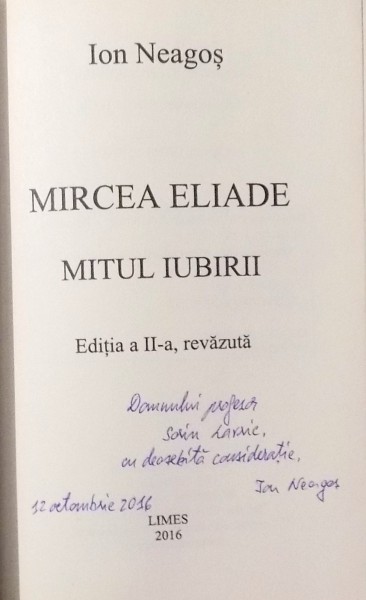 Ion Neagoș
MIRCEA ELIADE
MITUL IUBIRII
Ediția a II-a, revăzută
Domnului profesor
Sorin
cu deosebită considerație,
Ion Neagoș
12 octombrie 2016
LIMES
2016